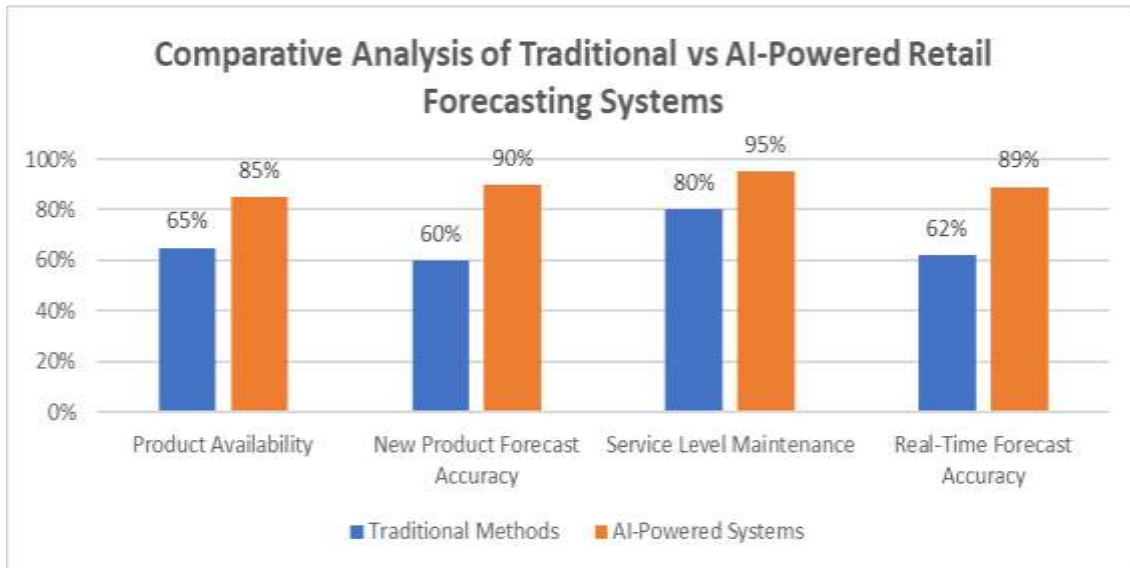 Comparative Analysis of Traditional vs AI-Powered Retail
Forecasting Systems
100%
80%
60%
40%
20%
0%
65%
85%
60%
90%
80%
95%
62%
89%
Product Availability
New Product Forecast
Accuracy
Service Level Maintenance
Real-Time Forecast
Accuracy
Traditional Methods
AI-Powered Systems